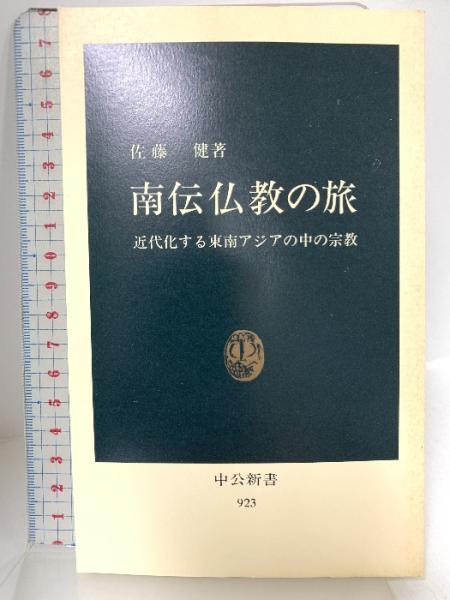 佐藤 健著
南伝仏教の旅
近代化する東南アジアの中の宗教
中公新書
923